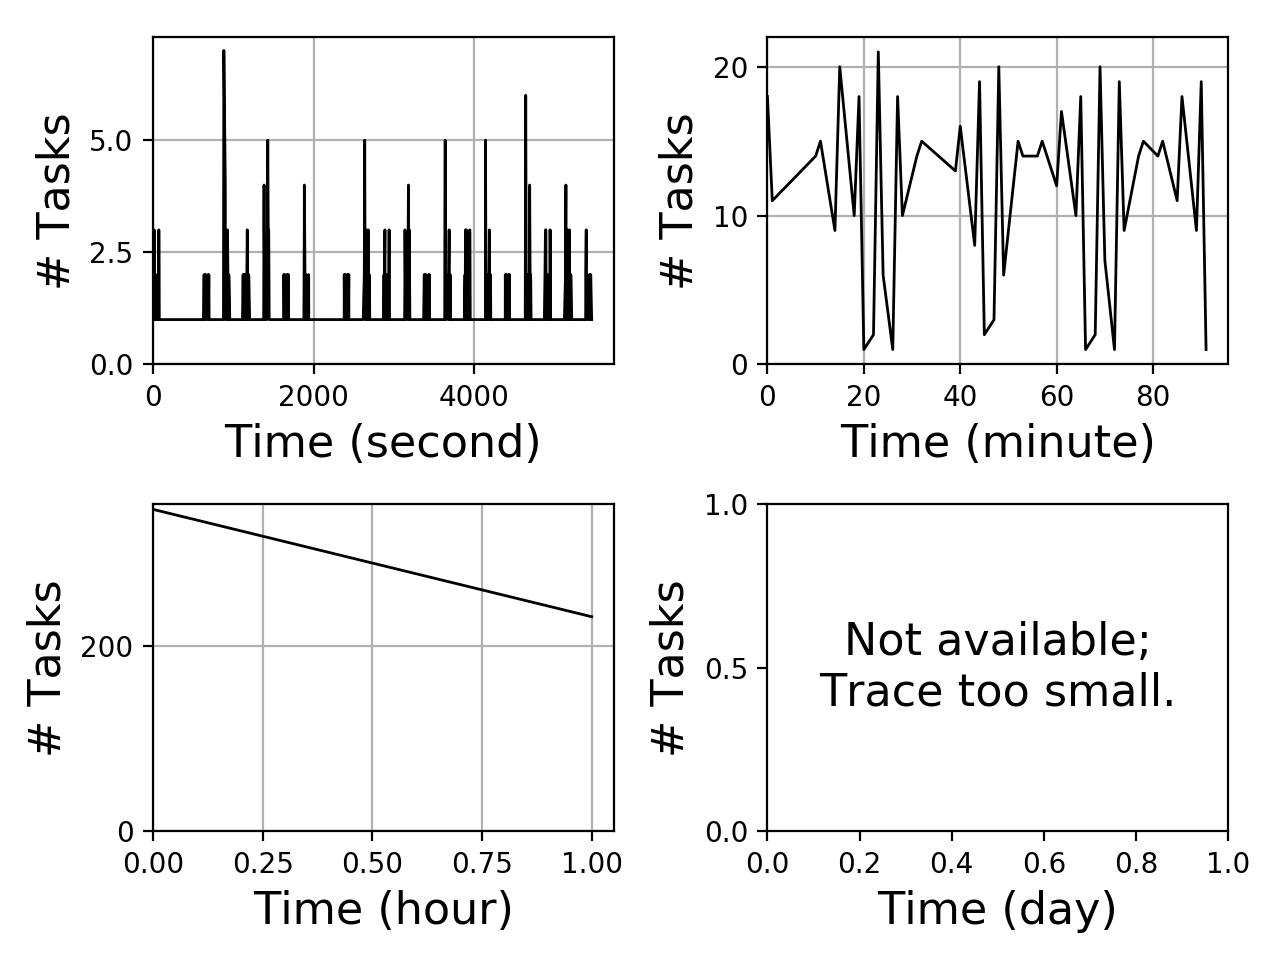 # Tasks
5.0
2.5
0.0
0 2000 4000
Time (second)
# Tasks
20
10
0
0 20 40 60 80
Time (minute)
# Tasks
200
0
0.00 0.25 0.50 0.75 1.00
Time (hour)
# Tasks
1.0
0.5
0.0
Not available;
Trace too small.
0.0 0.2 0.4 0.6 0.8 1.0
Time (day)